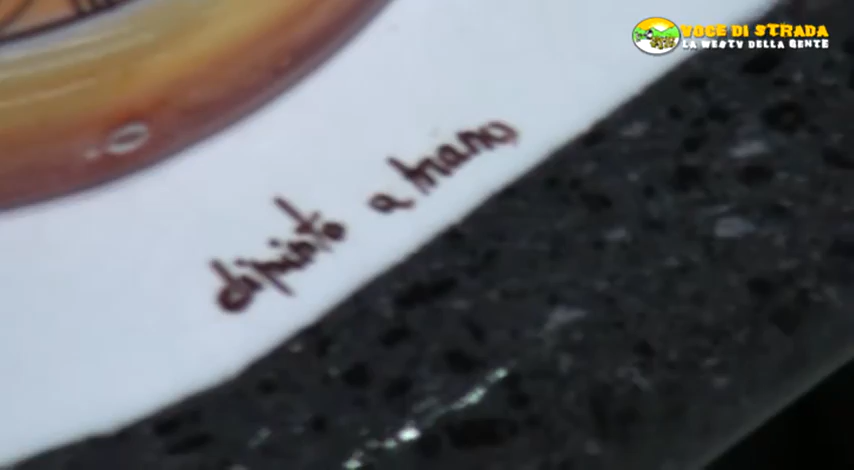 VOCE DI STRADA
LA WEBTV DELLA GENTE
dipinto a mano